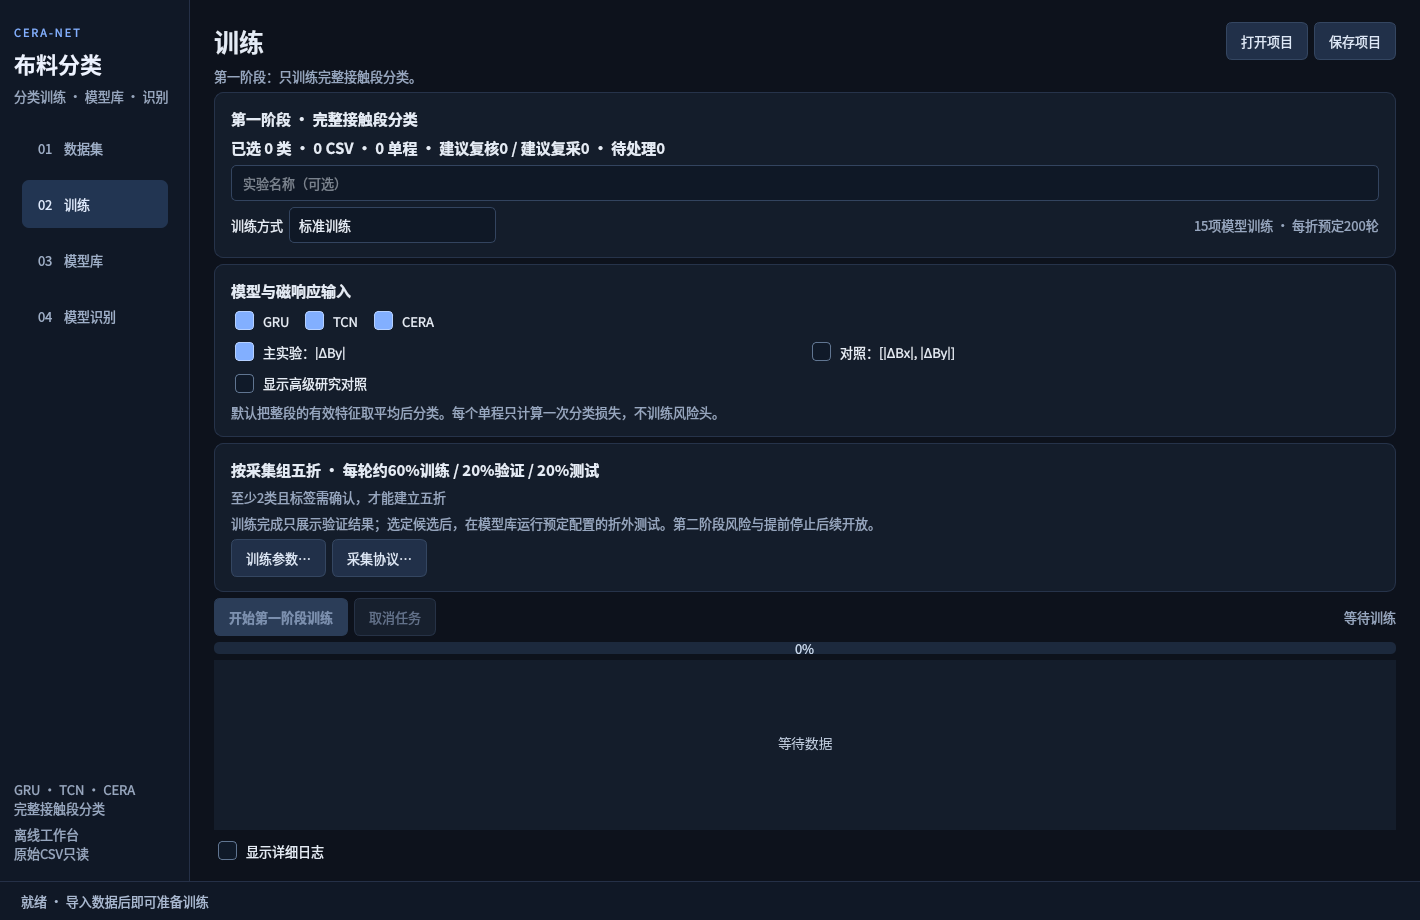 CERA-NET
布料分类
分类训练 · 模型库 · 识别
01 数据集
02 训练
03 模型库
04 模型识别
GRU · TCN · CERA
完整接触段分类
离线工作台
原始CSV只读
训练
打开项目
保存项目
第一阶段：只训练完整接触段分类。
第一阶段 · 完整接触段分类
已选 0 类 · 0 CSV · 0 单程 · 建议复核0 / 建议复采0 · 待处理0
实验名称（可选）
训练方式 标准训练
15项模型训练 · 每折预定200轮
模型与磁响应输入
GRU TCN CERA
主实验：|ΔBy|
对照：[|ΔBx|, |ΔBy|]
显示高级研究对照
默认把整段的有效特征取平均后分类。每个单程只计算一次分类损失，不训练风险头。
按采集组五折 · 每轮约60%训练 / 20%验证 / 20%测试
至少2类且标签需确认，才能建立五折
训练完成只展示验证结果；选定候选后，在模型库运行预定配置的折外测试。第二阶段风险与提前停止后续开放。
训练参数…
采集协议…
开始第一阶段训练
取消任务
等待训练
0%
等待数据
显示详细日志
就绪 · 导入数据后即可准备训练